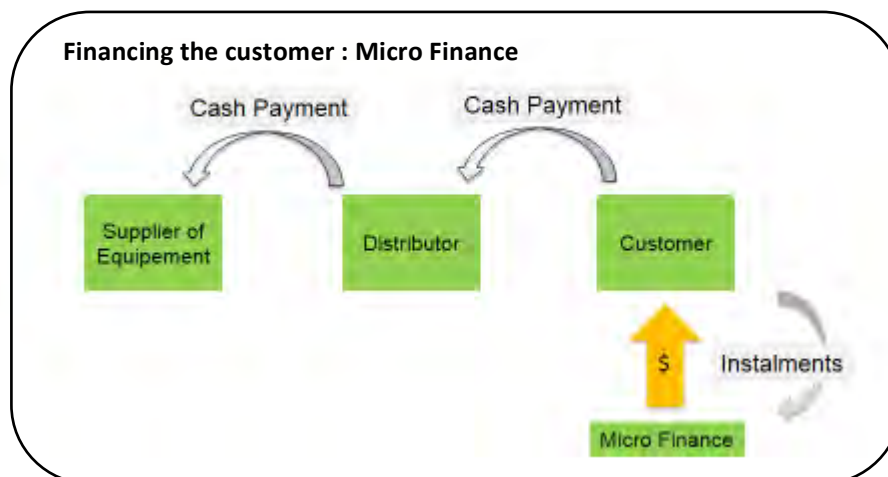 Financing the customer : Micro Finance
Cash Payment
Cash Payment
Supplier of
Equipement
Distributor
Customer
$
Instalments
Micro Finance